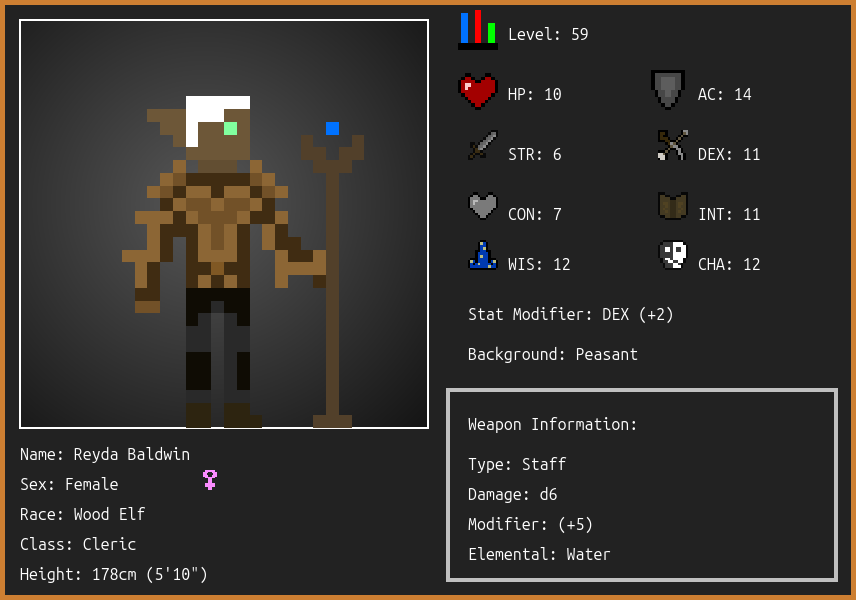 Level: 59
HP: 10
AC: 14
STR: 6
DEX: 11
CON: 7
INT: 11
WIS: 12
CHA: 12
Stat Modifier: DEX (+2)
Background: Peasant
Weapon Information:
Type: Staff
Damage: d6
Modifier: (+5)
Elemental: Water
Name: Reyda Baldwin
Sex: Female
Race: Wood Elf
Class: Cleric
Height: 178cm (5'10")